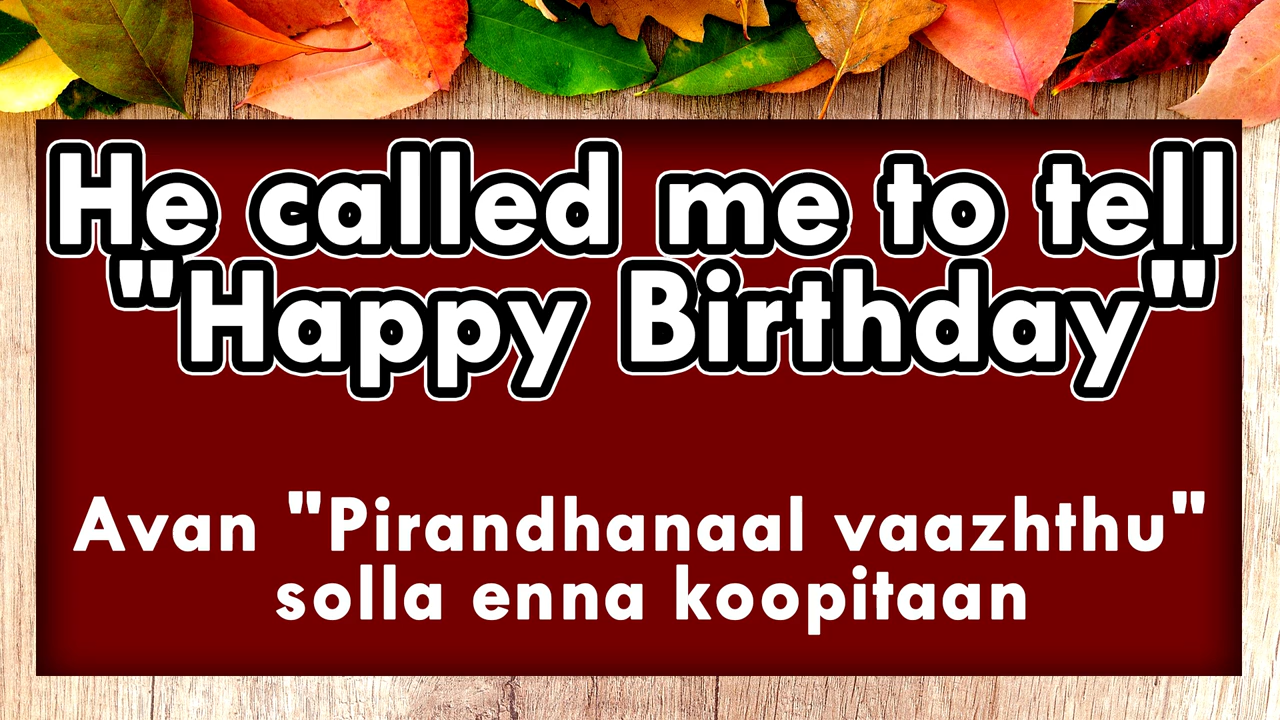 He called me to tell
"Happy Birthday"
Avan "Pirandhanaal vaazhthu"
solla enna koopitaan